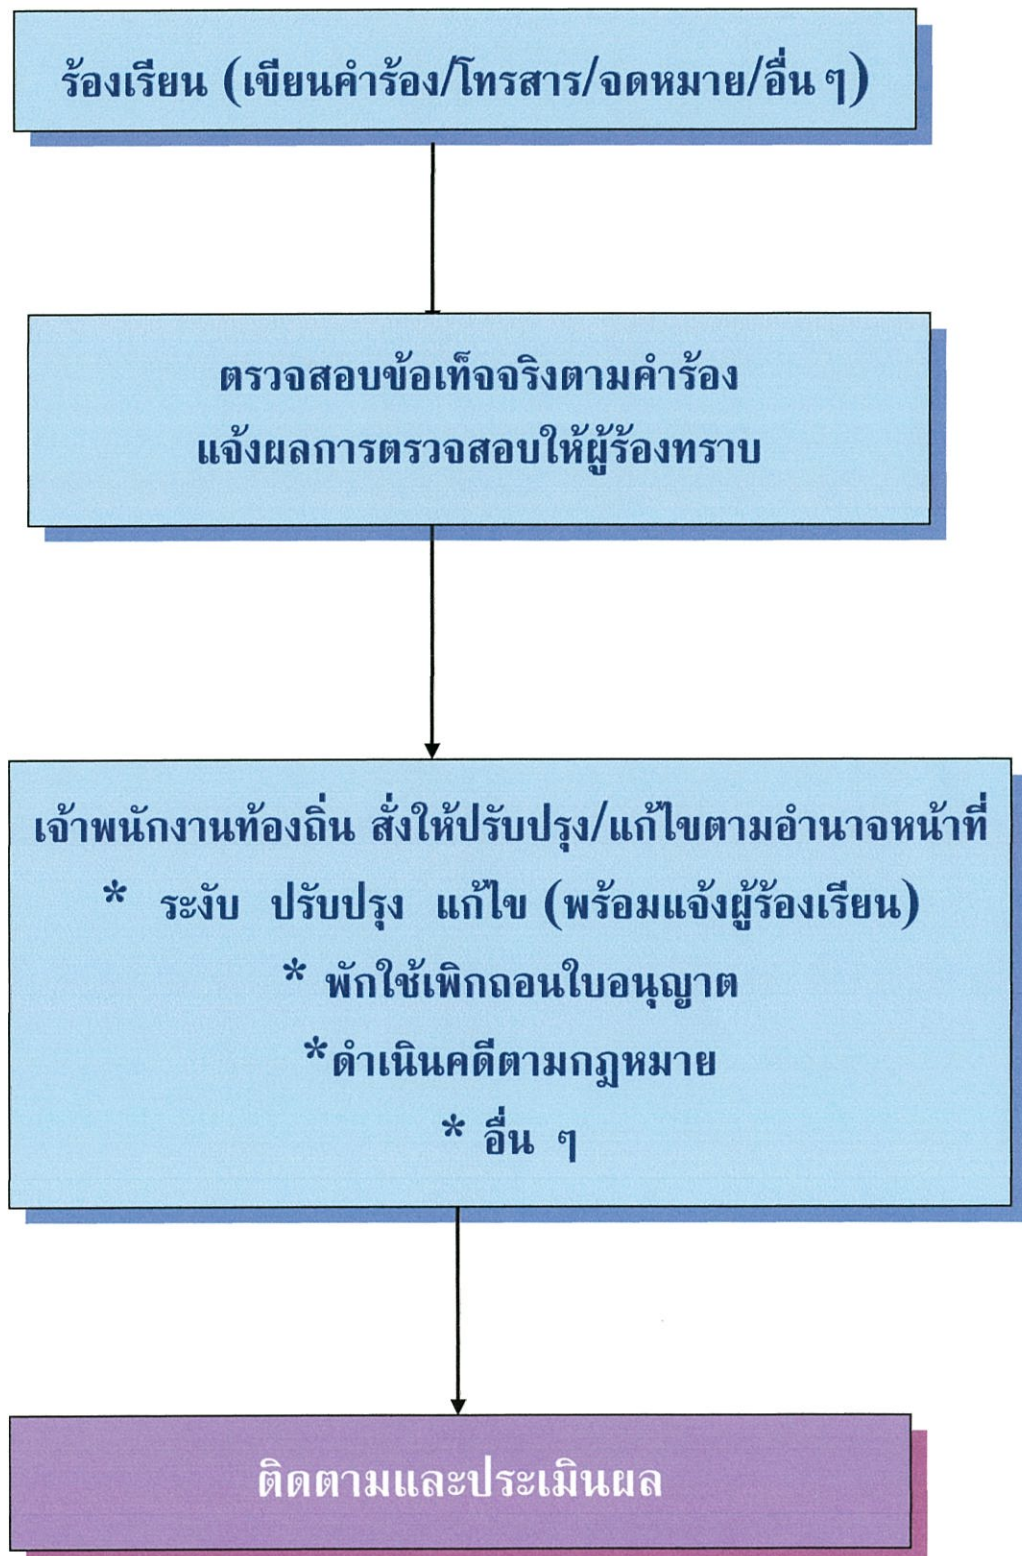 ร้องเรียน (เขียนคำร้อง/โทรสาร/จดหมาย/อื่น ๆ)
ตรวจสอบข้อเท็จจริงตามคำร้อง
แจ้งผลการตรวจสอบให้ผู้ร้องทราบ
เจ้าพนักงานท้องถิ่น สั่งให้ปรับปรุง/แก้ไขตามอำนาจหน้าที่
* ระงับ ปรับปรุง แก้ไข (พร้อมแจ้งผู้ร้องเรียน)
* พักใช้เพิกถอนใบอนุญาต
*ดำเนินคดีตามกฎหมาย
* อื่น ๆ
ติดตามและประเมินผล